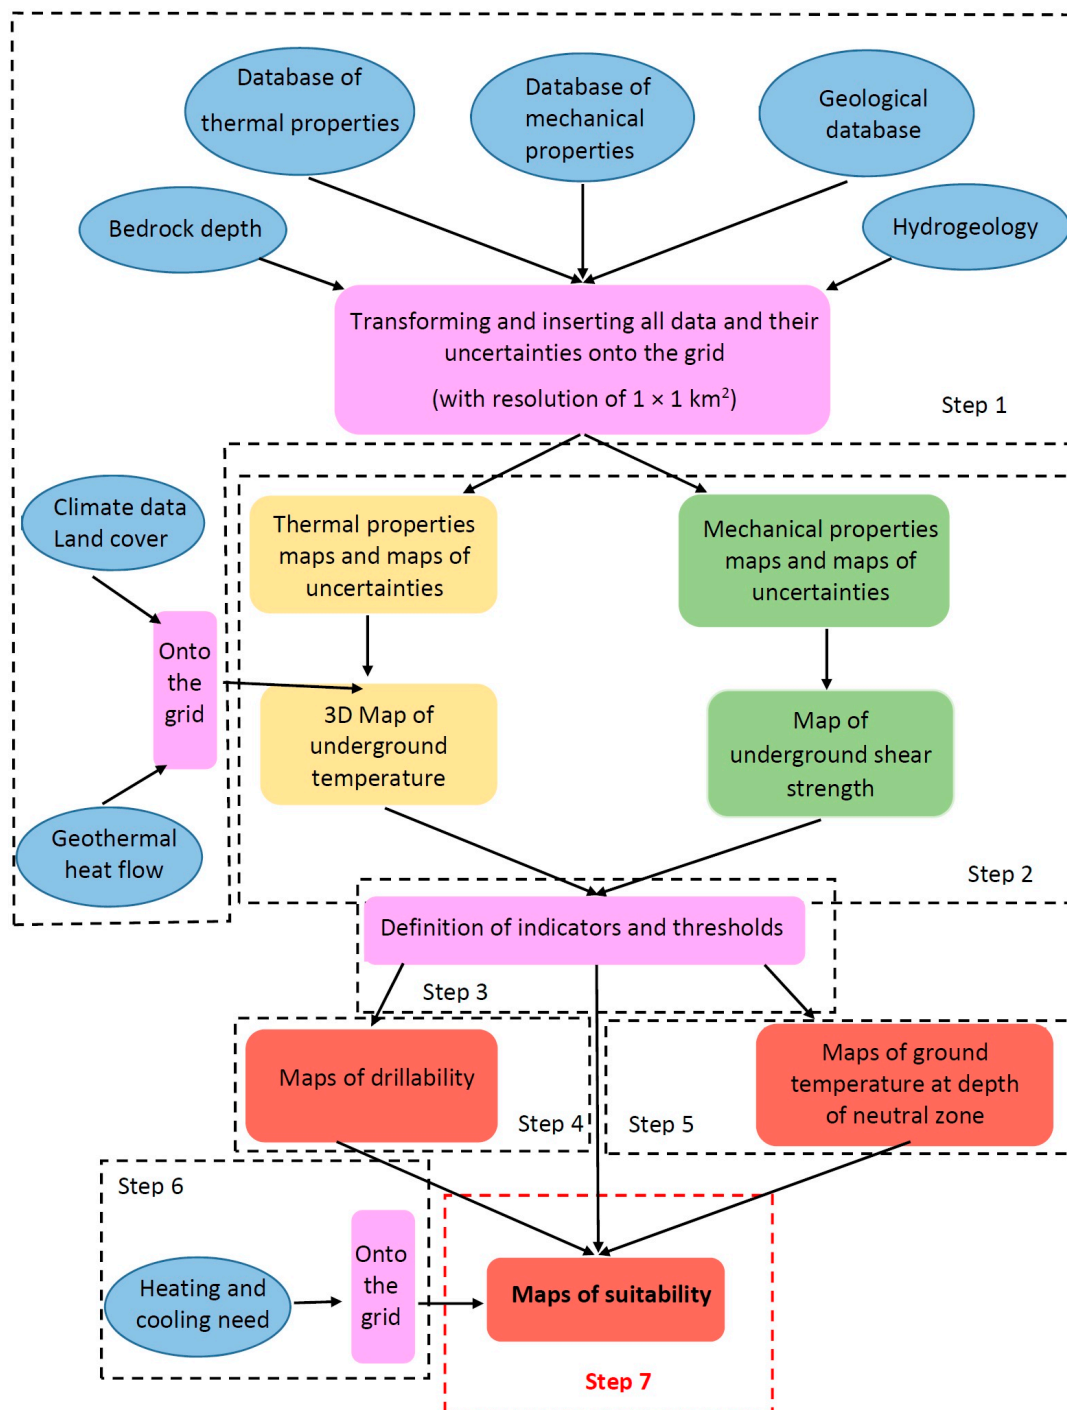 Database of
thermal properties
Database of
mechanical
properties
Geological
database
Bedrock depth
Hydrogeology
Transforming and inserting all data and their
uncertainties onto the grid
(with resolution of 1 × 1 km²)
Step 1
Climate data
Land cover
Thermal properties
maps and maps of
uncertainties
Mechanical properties
maps and maps of
uncertainties
Onto
the
grid
3D Map of
underground
temperature
Map of
underground shear
strength
Geothermal
heat flow
Step 2
Definition of indicators and thresholds
Step 3
Maps of drillability
Step 4
Maps of ground
temperature at depth
of neutral zone
Step 5
Step 6
Heating and
cooling need
Onto
the
grid
Maps of suitability
Step 7